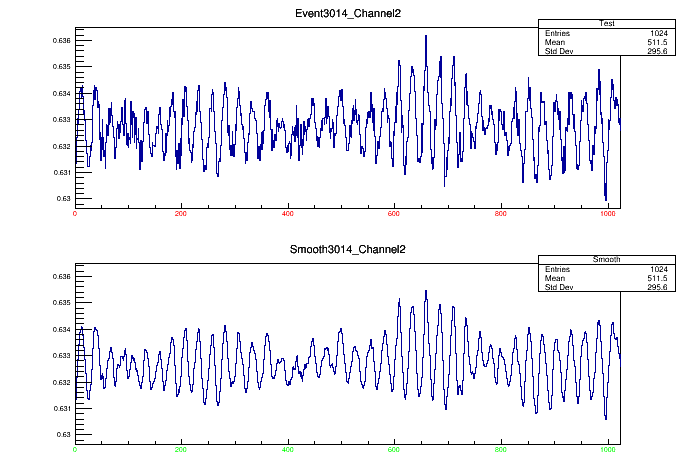 Event3014_Channel2
Test
Entries 1024
Mean 511.5
Std Dev 295.6
0.636
0.635
0.634
0.633
0.632
0.631
0.63
0 200 400 600 800 1000
Smooth3014_Channel2
Smooth
Entries 1024
Mean 511.5
Std Dev 295.6
0.636
0.635
0.634
0.633
0.632
0.631
0.63
0 200 400 600 800 1000